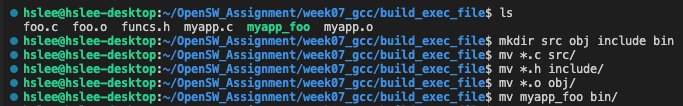 hslee@hslee-desktop:~/OpenSW_Assignment/week07_gcc/build_exec_file$ ls
foo.c foo.o funcs.h myapp.c myapp_foo myapp.o
hslee@hslee-desktop:~/OpenSW_Assignment/week07_gcc/build_exec_file$ mkdir src obj include bin
hslee@hslee-desktop:~/OpenSW_Assignment/week07_gcc/build_exec_file$ mv *.c src/
hslee@hslee-desktop:~/OpenSW_Assignment/week07_gcc/build_exec_file$ mv *.h include/
hslee@hslee-desktop:~/OpenSW_Assignment/week07_gcc/build_exec_file$ mv *.o obj/
hslee@hslee-desktop:~/OpenSW_Assignment/week07_gcc/build_exec_file$ mv myapp_foo bin/